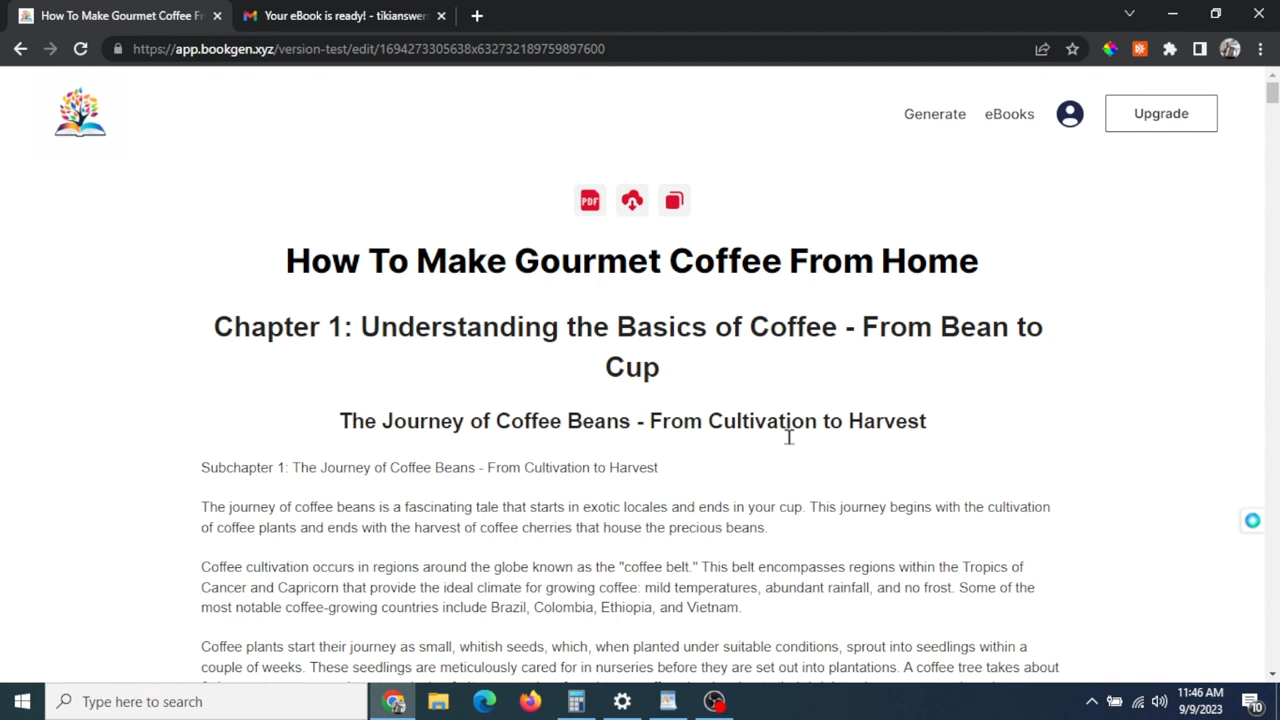 How To Make Gourmet Coffee Fr
Your eBook is ready! - tikianswer
https://app.bookgen.xyz/version-test/edit/1694273305638x632732189759897600
Generate
eBooks
Upgrade
PDF
How To Make Gourmet Coffee From Home
Chapter 1: Understanding the Basics of Coffee - From Bean to
Cup
The Journey of Coffee Beans - From Cultivation to Harvest
Subchapter 1: The Journey of Coffee Beans - From Cultivation to Harvest
The journey of coffee beans is a fascinating tale that starts in exotic locales and ends in your cup. This journey begins with the cultivation
of coffee plants and ends with the harvest of coffee cherries that house the precious beans.
Coffee cultivation occurs in regions around the globe known as the "coffee belt." This belt encompasses regions within the Tropics of
Cancer and Capricorn that provide the ideal climate for growing coffee: mild temperatures, abundant rainfall, and no frost. Some of the
most notable coffee-growing countries include Brazil, Colombia, Ethiopia, and Vietnam.
Coffee plants start their journey as small, whitish seeds, which, when planted under suitable conditions, sprout into seedlings within a
couple of weeks. These seedlings are meticulously cared for in nurseries before they are set out into plantations. A coffee tree takes about
Type here to search
11:46 AM
9/9/2023
10